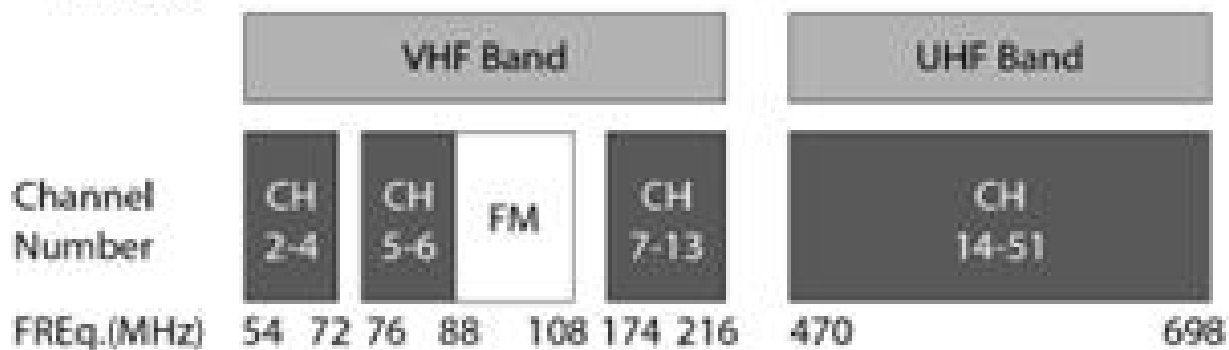 VHF Band UHF Band
Channel Number
CH 2-4
CH 5-6
FM
CH 7-13
CH 14-51
FREq.(MHz) 54 72 76 88 108 174 216 470 698